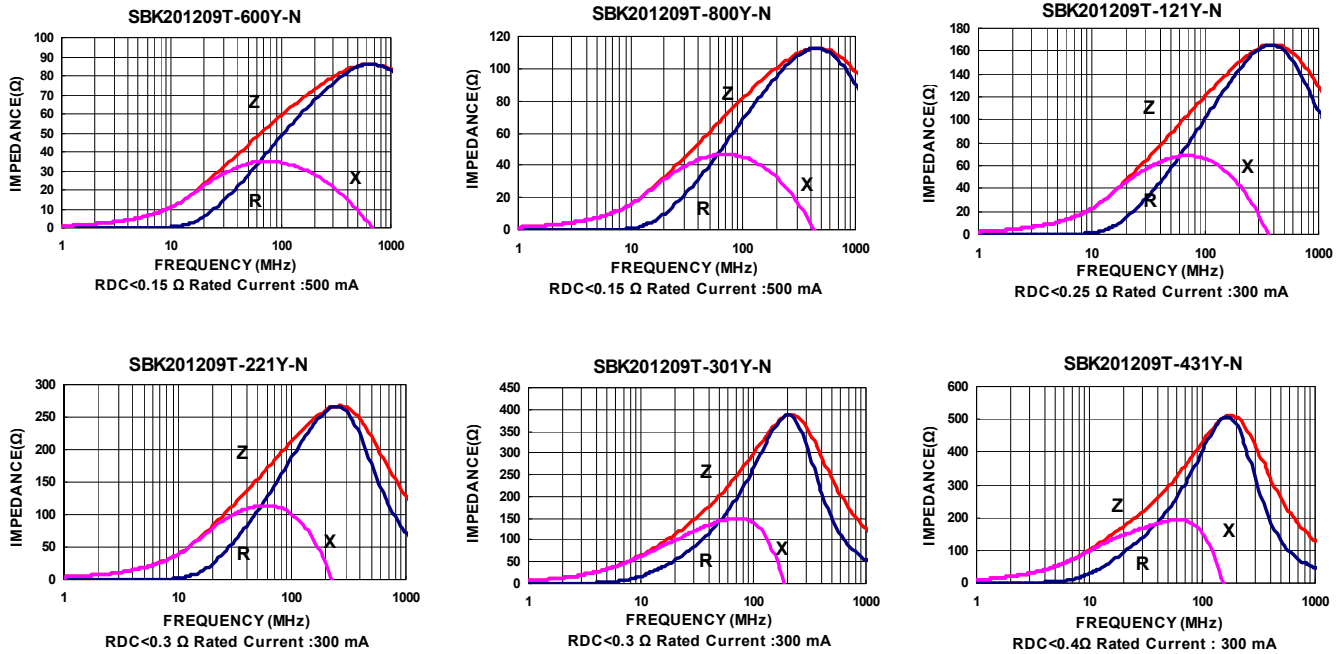 SBK201209T-600Y-N
IMPEDANCE(Ω)
100
90
80
70
60
50
40
30
20
10
0
Z
R
X
1 10 100 1000
FREQUENCY (MHz)
RDC<0.15 Ω Rated Current :500 mA
SBK201209T-800Y-N
IMPEDANCE(Ω)
120
100
80
60
40
20
0
Z
R
X
1 10 100 1000
FREQUENCY (MHz)
RDC<0.15 Ω Rated Current :500 mA
SBK201209T-121Y-N
IMPEDANCE(Ω)
180
160
140
120
100
80
60
40
20
0
Z
R
X
1 10 100 1000
FREQUENCY (MHz)
RDC<0.25 Ω Rated Current :300 mA
SBK201209T-221Y-N
IMPEDANCE(Ω)
300
250
200
150
100
50
0
Z
R
X
1 10 100 1000
FREQUENCY (MHz)
RDC<0.3 Ω Rated Current :300 mA
SBK201209T-301Y-N
IMPEDANCE(Ω)
450
400
350
300
250
200
150
100
50
0
Z
R
X
1 10 100 1000
FREQUENCY (MHz)
RDC<0.3 Ω Rated Current :300 mA
SBK201209T-431Y-N
IMPEDANCE(Ω)
600
500
400
300
200
100
0
Z
R
X
1 10 100 1000
FREQUENCY (MHz)
RDC<0.4Ω Rated Current : 300 mA